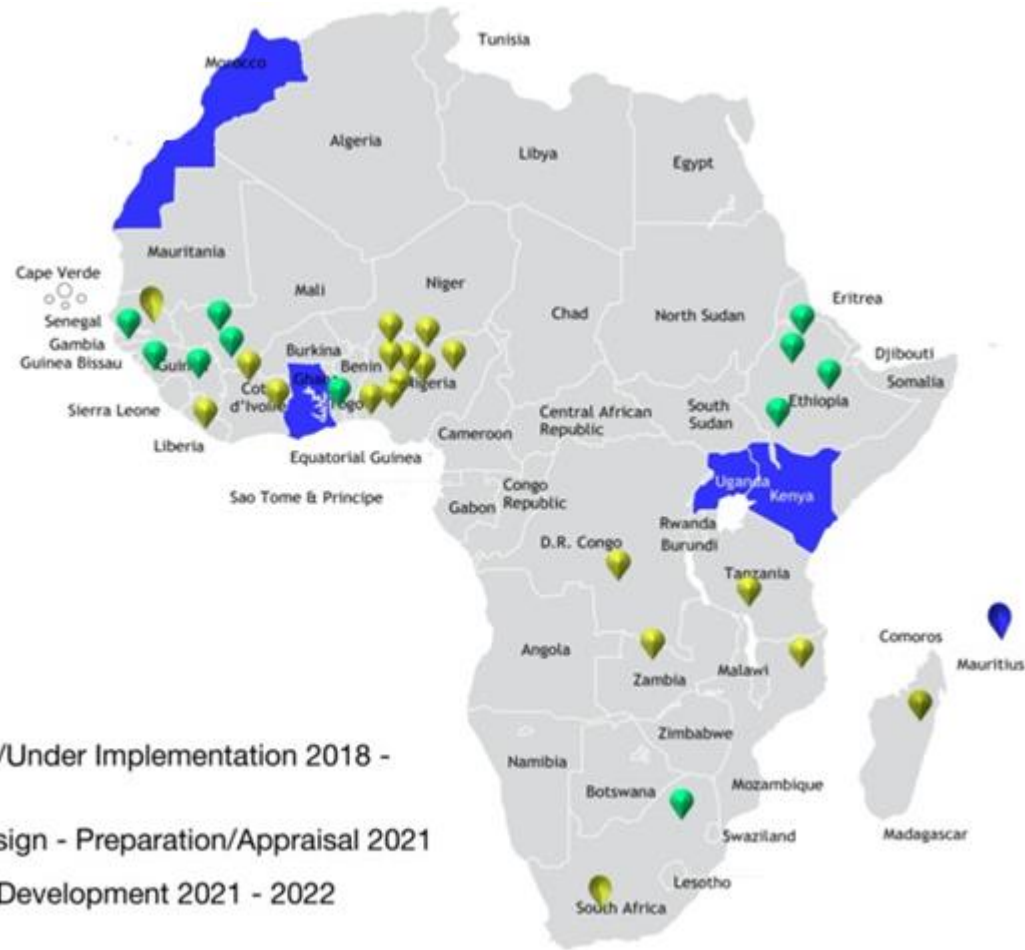 Tunisia
Morocco
Algeria
Libya
Egypt
Mauritania
Cape Verde
Mali
Niger
Chad
North Sudan
Eritrea
Senegal
Gambia
Guinea Bissau
Burkina
Benin
Djibouti
Somalia
Ethiopia
Sierra Leone
d'Ivoire
Togo
Liberia
Central African
Republic
South
Sudan
Cameroon
Equatorial Guinea
Sao Tome & Principe
Gabon
Congo
Republic
Uganda
Kenya
Rwanda
Burundi
D.R. Congo
Tanzania
Comoros
Mauritius
Angola
Malawi
Zambia
Zimbabwe
Namibia
Botswana
Mozambique
Swaziland
Madagascar
Lesotho
South Africa
/Under Implementation 2018 -
sign - Preparation/Appraisal 2021
Development 2021 - 2022